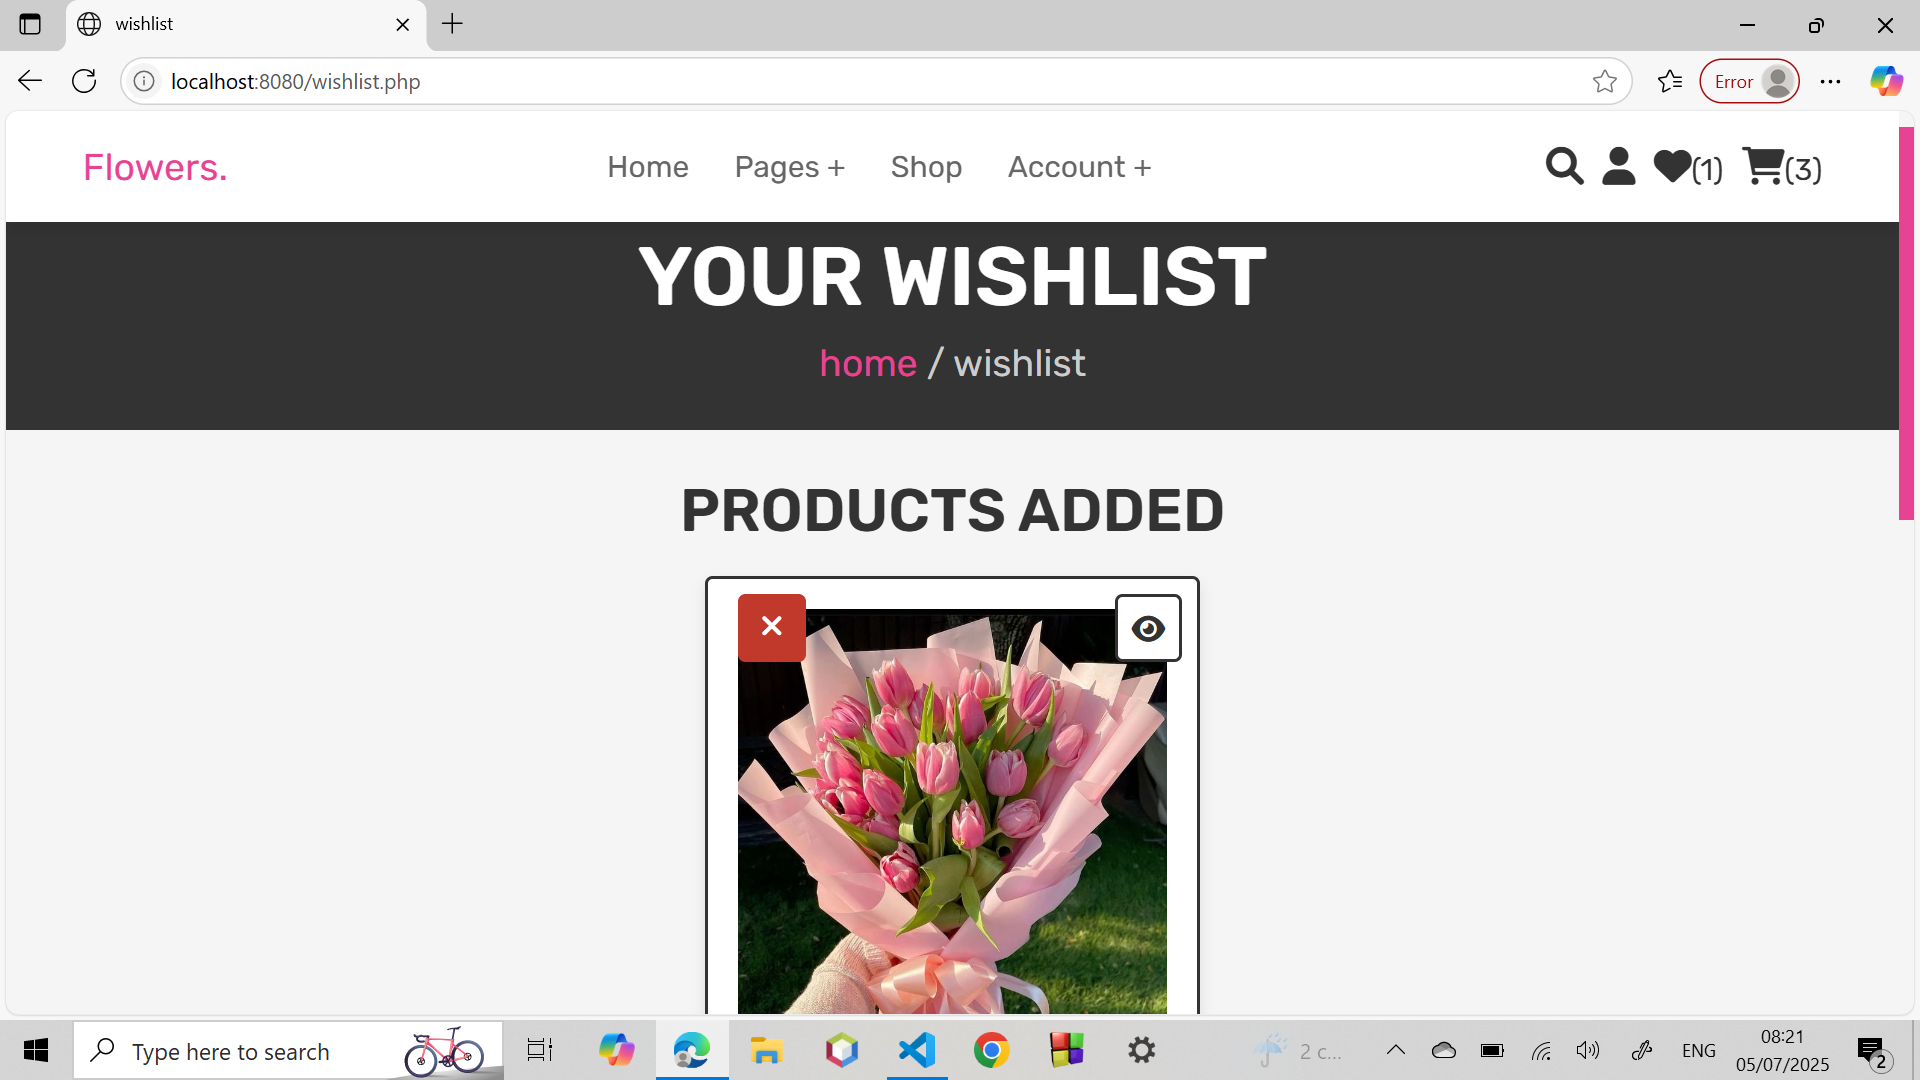 wishlist
localhost:8080/wishlist.php
Error
Flowers.
Home Pages + Shop Account +
(1) (3)
YOUR WISHLIST
home / wishlist
PRODUCTS ADDED
Type here to search
2 c...
ENG
08:21
05/07/2025
2